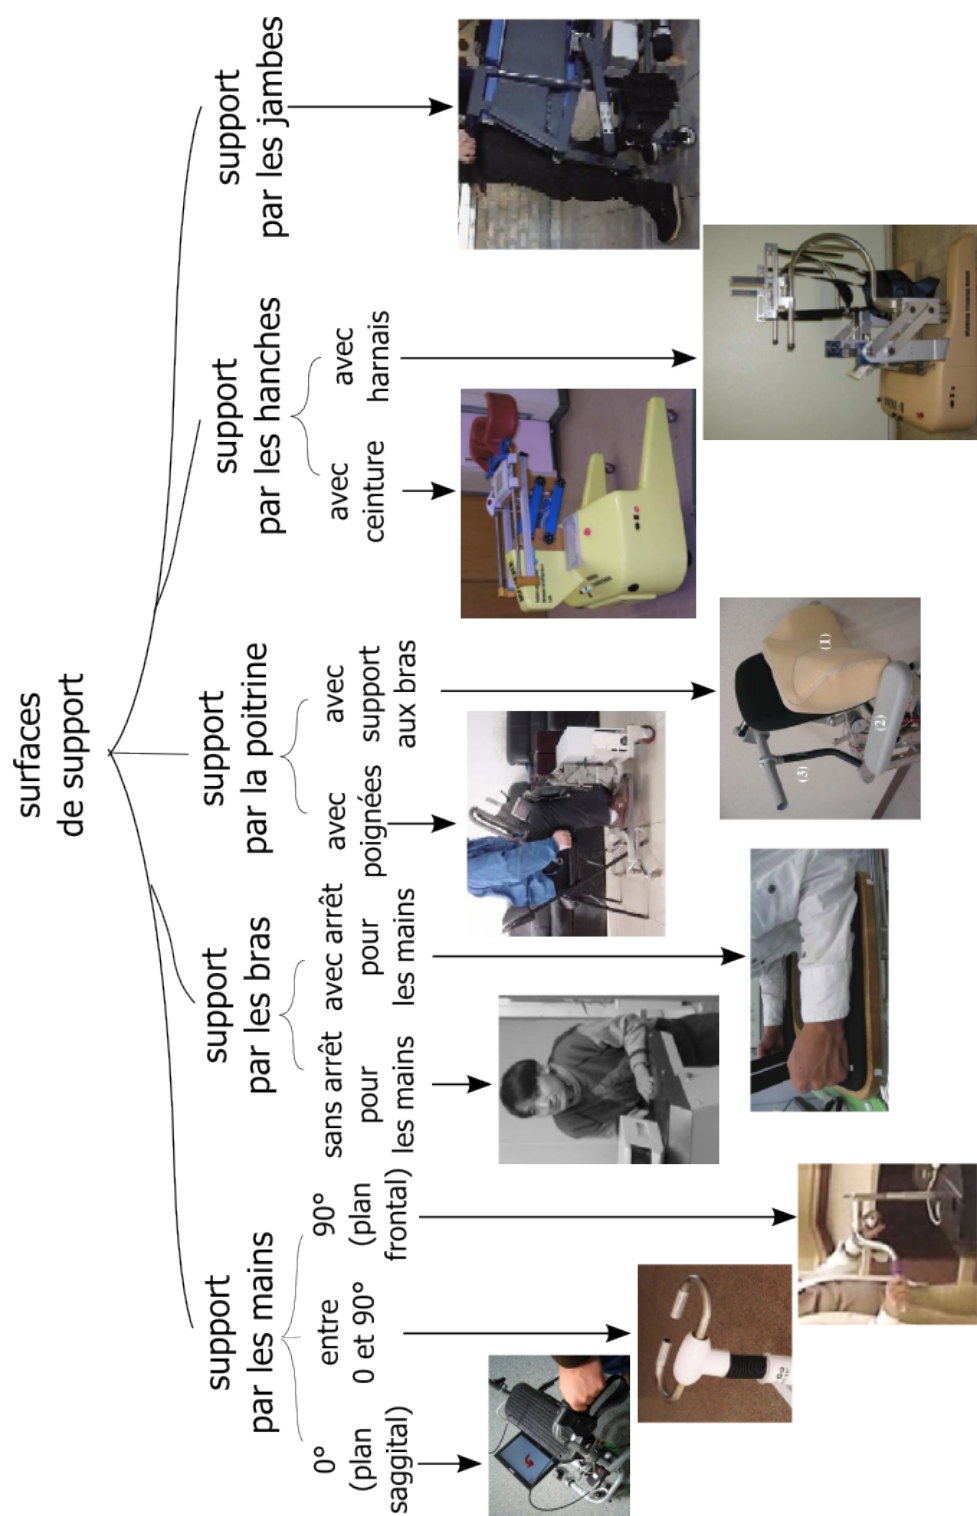 surfaces
de support
support
par les mains
0°
(plan
saggital)
entre
0 et 90°
90°
(plan
frontal)
support
par les bras
sans arrêt
pour
les mains
avec arrêt
pour
les mains
support
par la poitrine
avec
poignées
avec
support
aux bras
(1)
(2)
(3)
support
par les hanches
avec
ceinture
avec
harnais
support
par les jambes